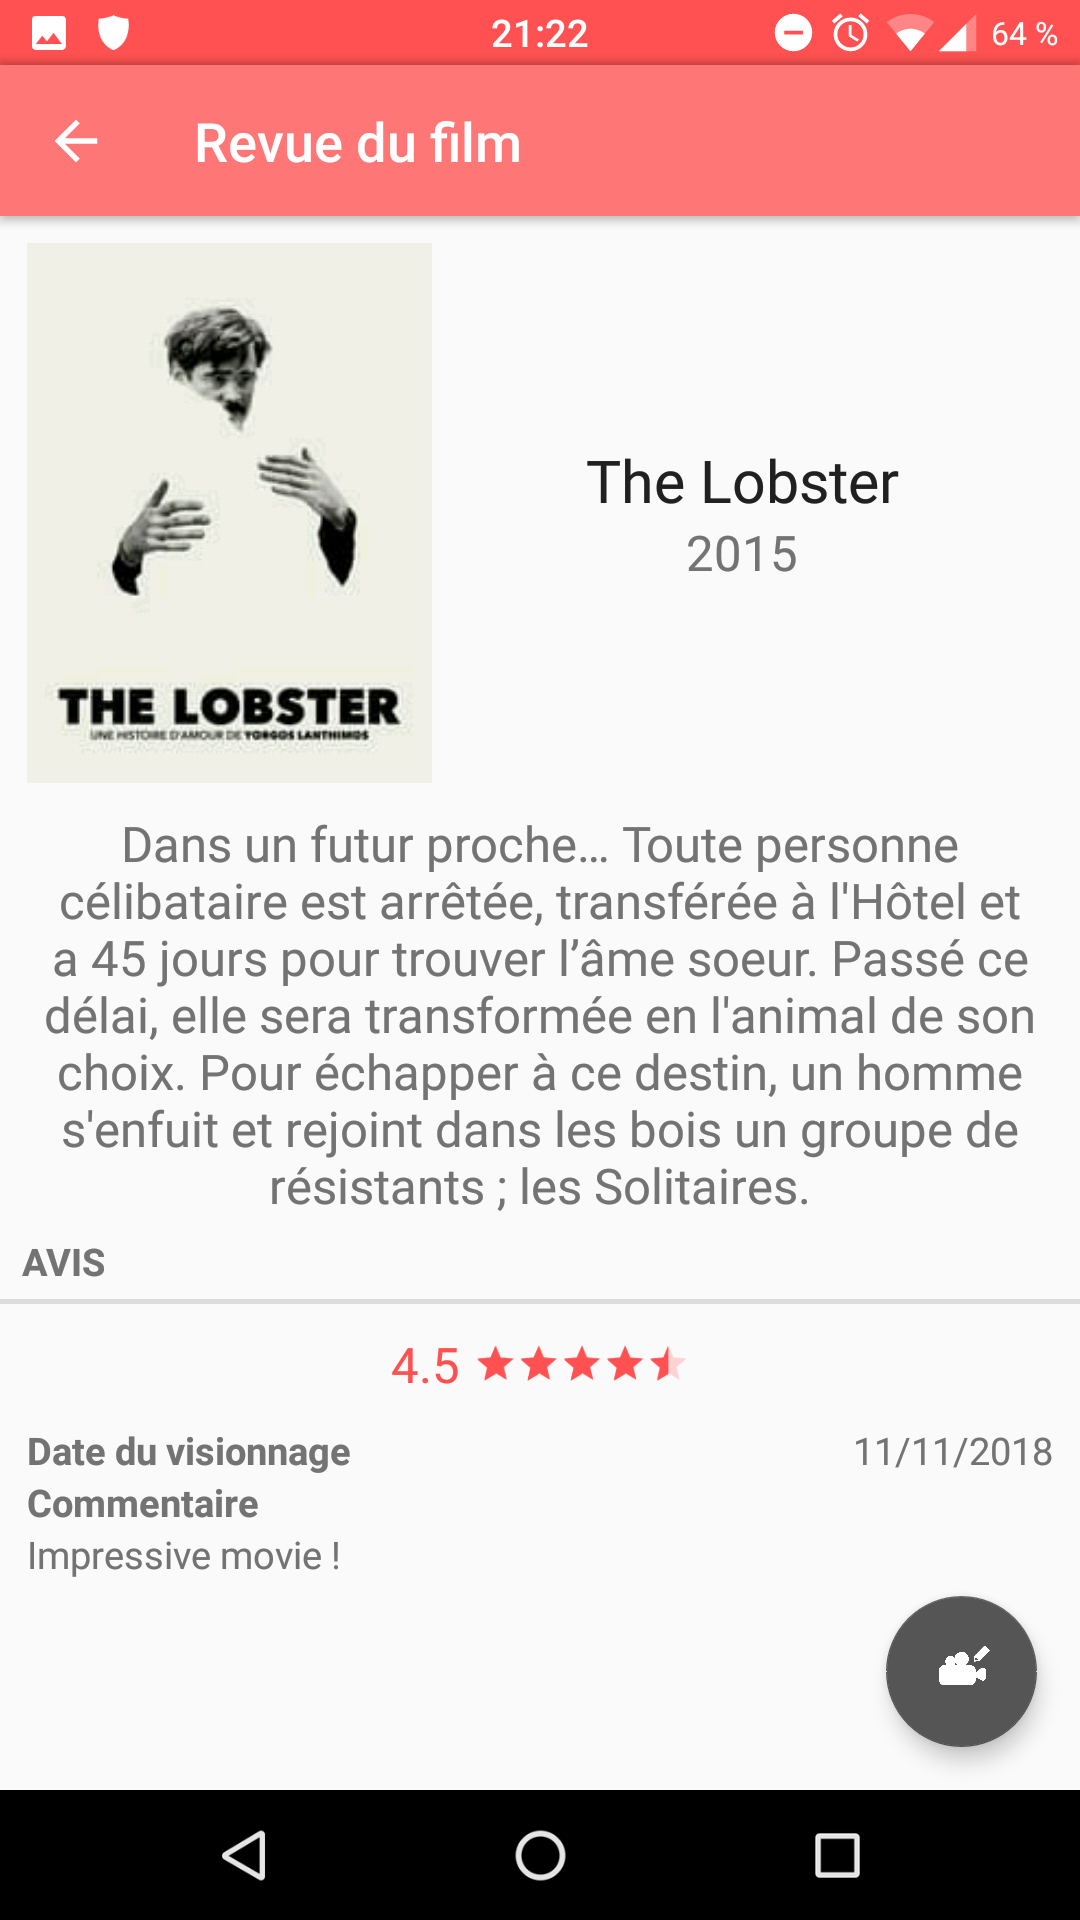 21:22
64 %
Revue du film
THE LOBSTER
UNE HISTOIRE D'AMOUR DE YORGOS LANTHIMOS
The Lobster
2015
Dans un futur proche… Toute personne
célibataire est arrêtée, transférée à l'Hôtel et
a 45 jours pour trouver l’âme soeur. Passé ce
délai, elle sera transformée en l'animal de son
choix. Pour échapper à ce destin, un homme
s'enfuit et rejoint dans les bois un groupe de
résistants ; les Solitaires.
AVIS
4.5
Date du visionnage 11/11/2018
Commentaire
Impressive movie !